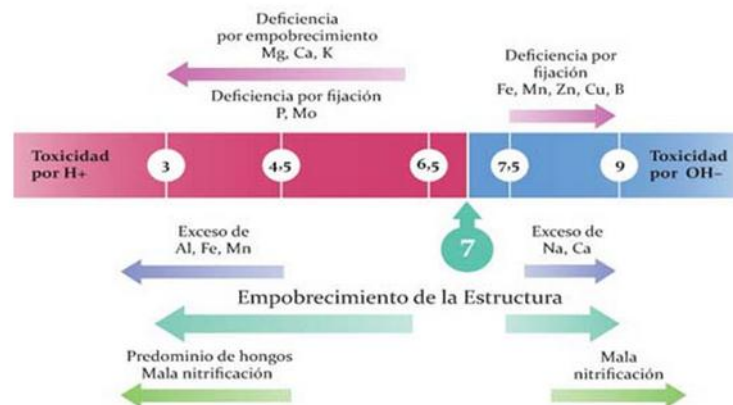 Deficiencia
por empobrecimiento
Mg, Ca, K
Deficiencia por fijación
P, Mo
Deficiencia por
fijación
Fe, Mn, Zn, Cu, B
Toxicidad
por H+
3
4,5
6,5
7,5
9
Toxicidad
por OH−
7
Exceso de
Al, Fe, Mn
Exceso de
Na, Ca
Empobrecimiento de la Estructura
Predominio de hongos
Mala nitrificación
Mala
nitrificación